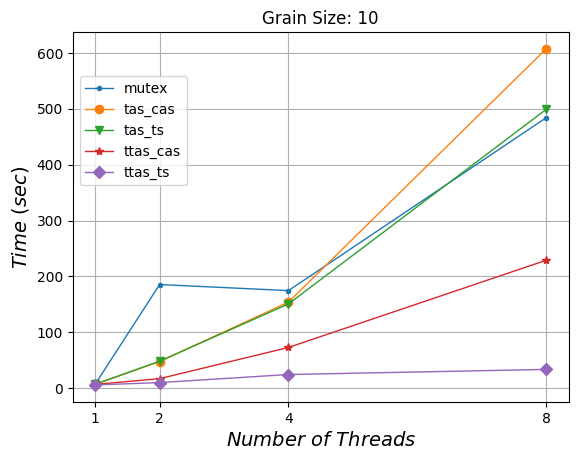 Grain Size: 10
600
500
400
300
200
100
0
Time (sec)
mutex
tas_cas
tas_ts
ttas_cas
ttas_ts
1 2 4 8
Number of Threads